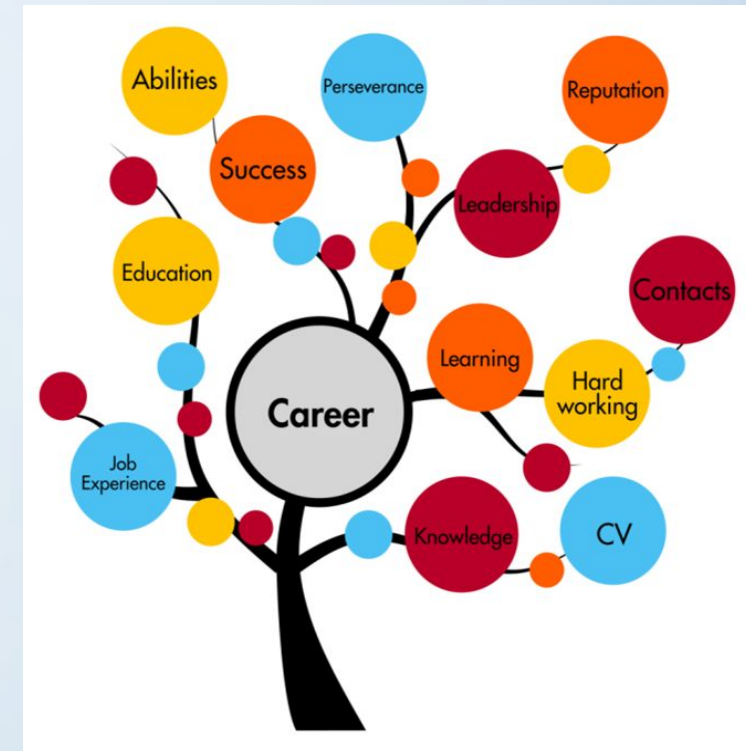 Abilities
Perseverance
Reputation
Success
Leadership
Education
Contacts
Learning
Hard
working
Career
Job
Experience
Knowledge
CV